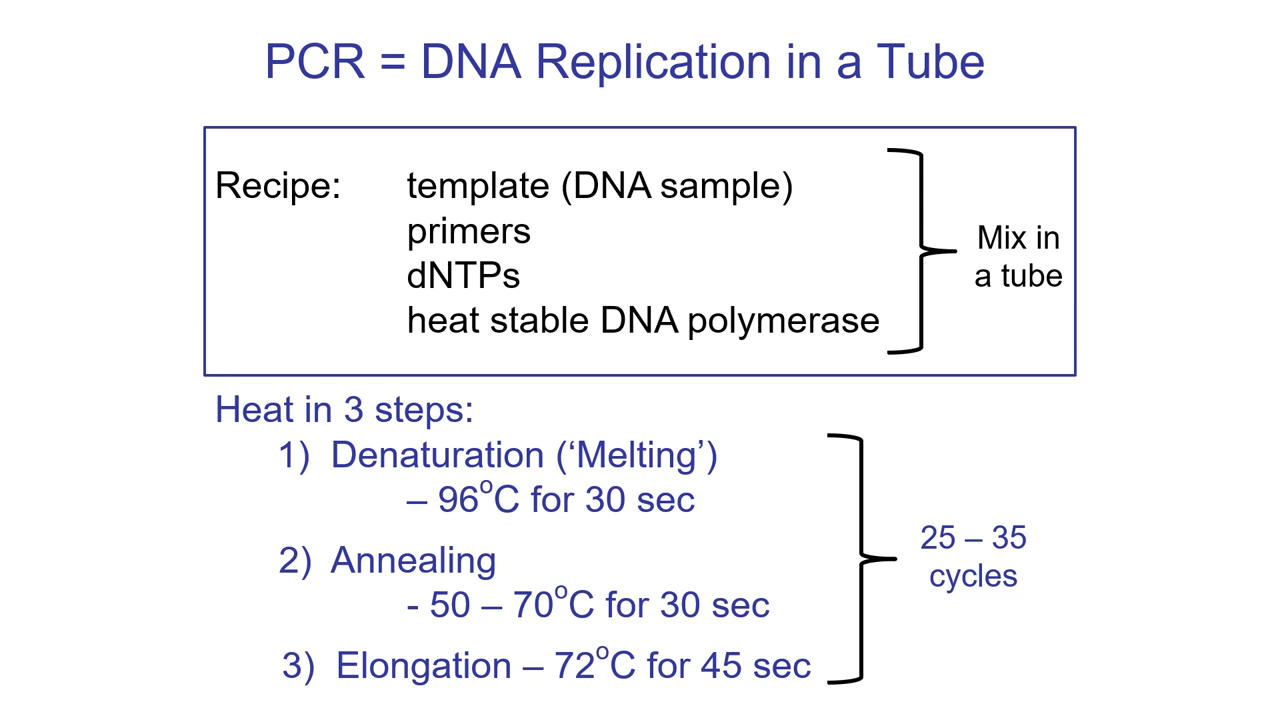 PCR = DNA Replication in a Tube
Recipe: template (DNA sample)
primers
dNTPs
heat stable DNA polymerase
Mix in
a tube
Heat in 3 steps:
1) Denaturation (‘Melting’)
– 96°C for 30 sec
2) Annealing
- 50 – 70°C for 30 sec
3) Elongation – 72°C for 45 sec
25 – 35
cycles